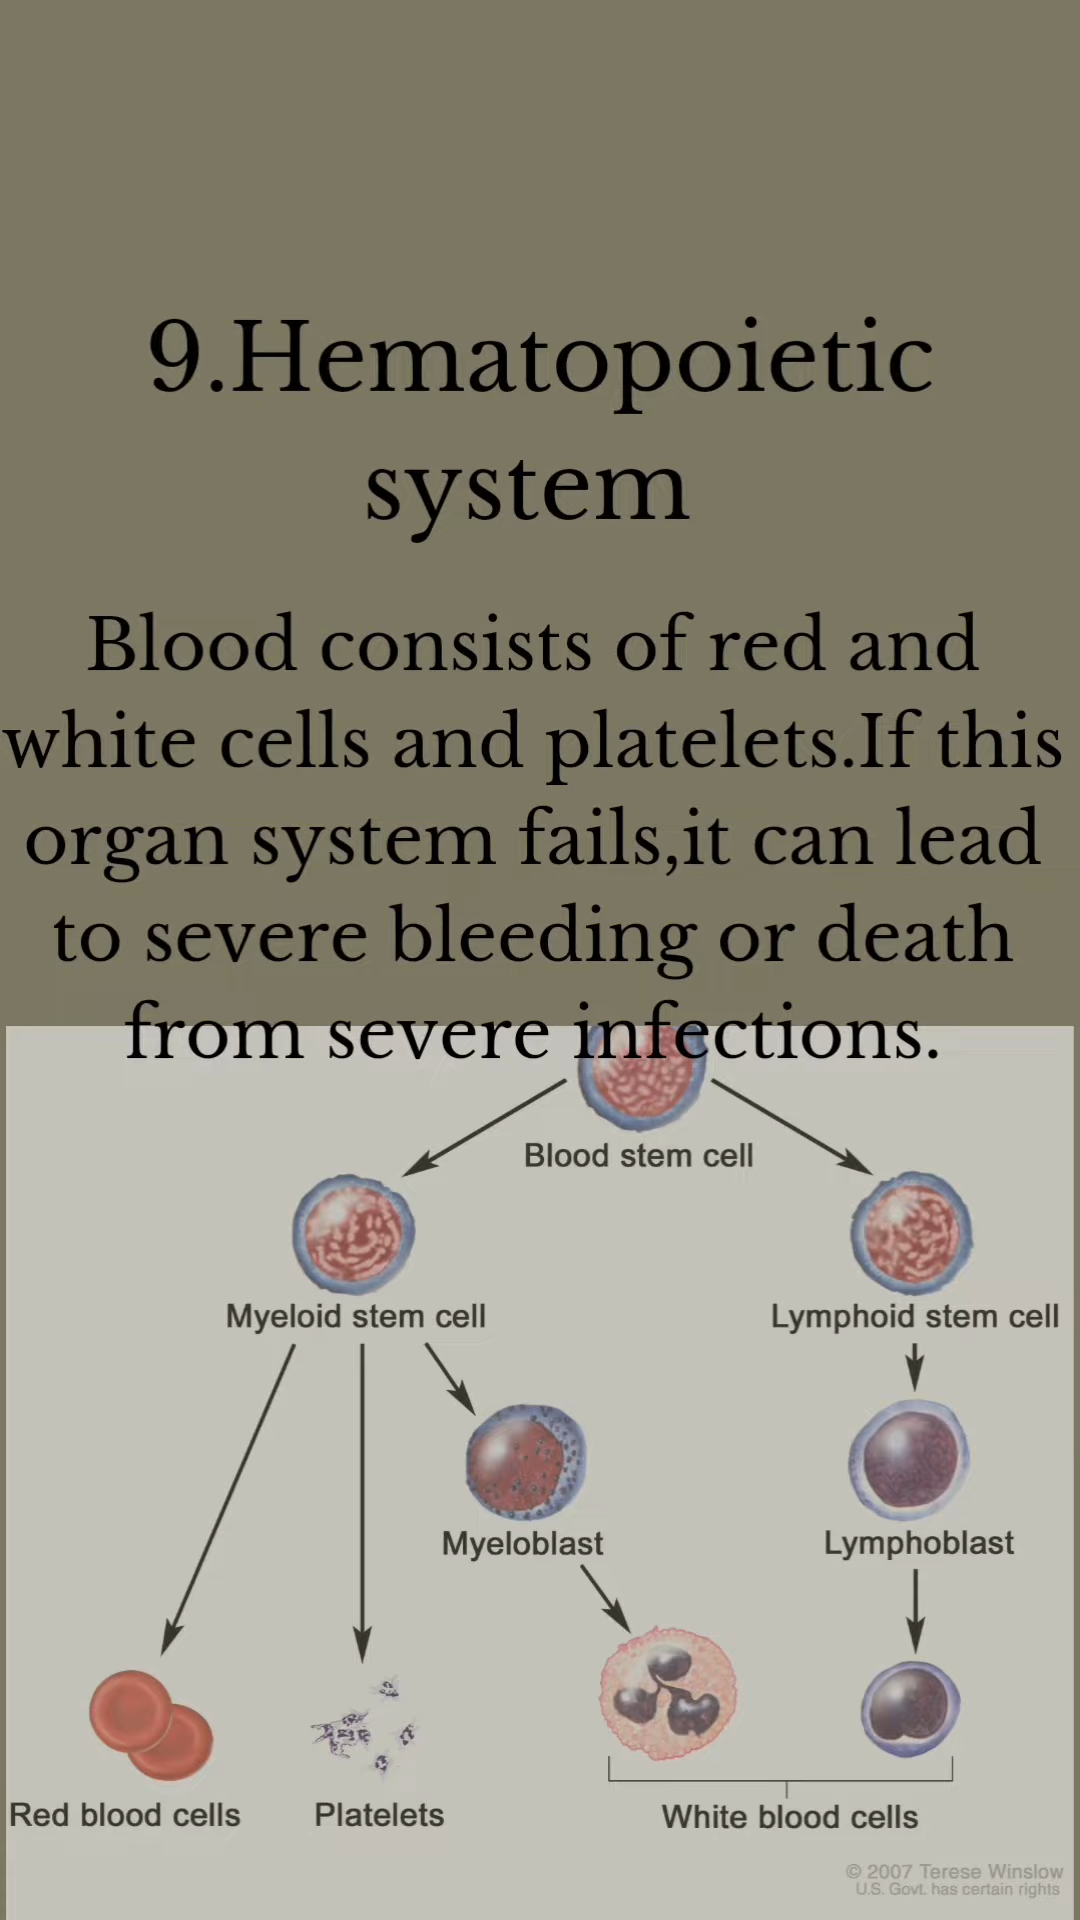 9.Hematopoietic
system
Blood consists of red and
white cells and platelets.If this
organ system fails,it can lead
to severe bleeding or death
from severe infections.
Blood stem cell
Myeloid stem cell
Lymphoid stem cell
Myeloblast
Lymphoblast
Red blood cells
Platelets
White blood cells
© 2007 Terese Winslow
U.S. Govt. has certain rights